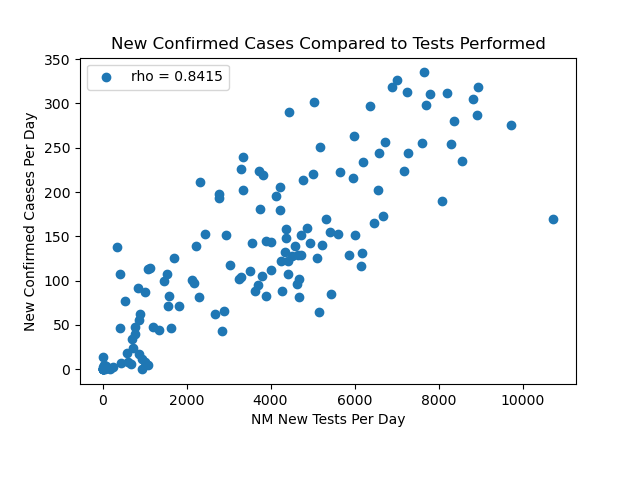 New Confirmed Cases Compared to Tests Performed
rho = 0.8415
350
300
250
200
150
100
50
0
New Confirmed Caeses Per Day
0 2000 4000 6000 8000 10000
NM New Tests Per Day